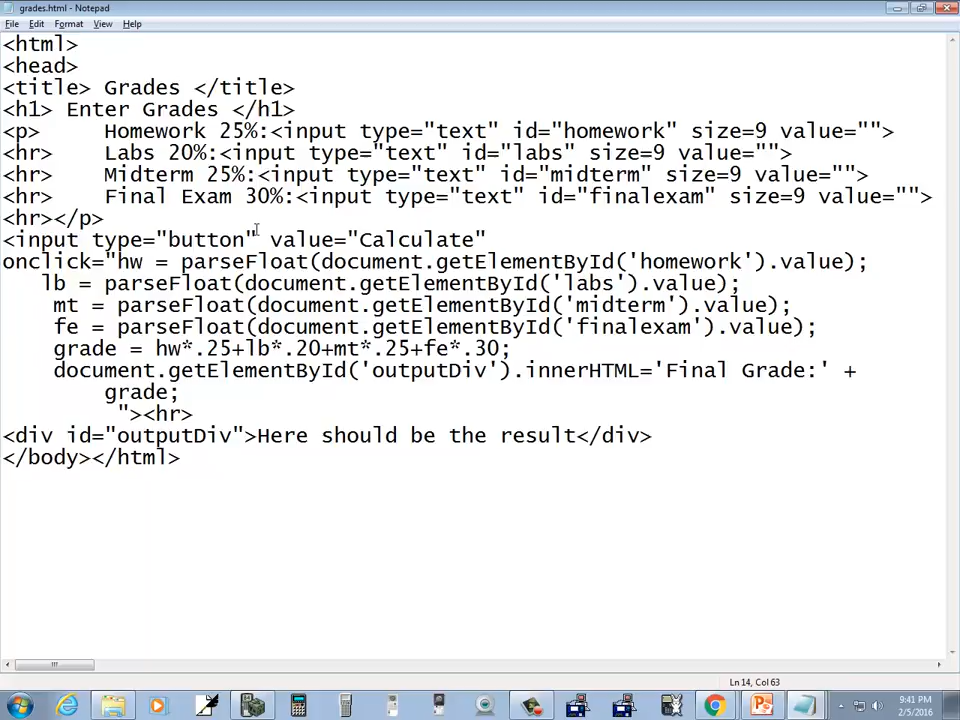 grades.html - Notepad
File Edit Format View Help
<html>
<head>
<title> Grades </title>
<h1> Enter Grades </h1>
<p>     Homework 25%:<input type="text" id="homework" size=9 value="">
<hr>    Labs 20%:<input type="text" id="labs" size=9 value="">
<hr>    Midterm 25%:<input type="text" id="midterm" size=9 value="">
<hr>    Final Exam 30%:<input type="text" id="finalexam" size=9 value="">
<hr></p>
<input type="button" value="Calculate"
onclick="hw = parseFloat(document.getElementById('homework').value);
   lb = parseFloat(document.getElementById('labs').value);
    mt = parseFloat(document.getElementById('midterm').value);
    fe = parseFloat(document.getElementById('finalexam').value);
    grade = hw*.25+lb*.20+mt*.25+fe*.30;
    document.getElementById('outputDiv').innerHTML='Final Grade:' +
        grade;
         "><hr>
<div id="outputDiv">Here should be the result</div>
</body></html>
Ln 14, Col 63
9:41 PM
2/5/2016